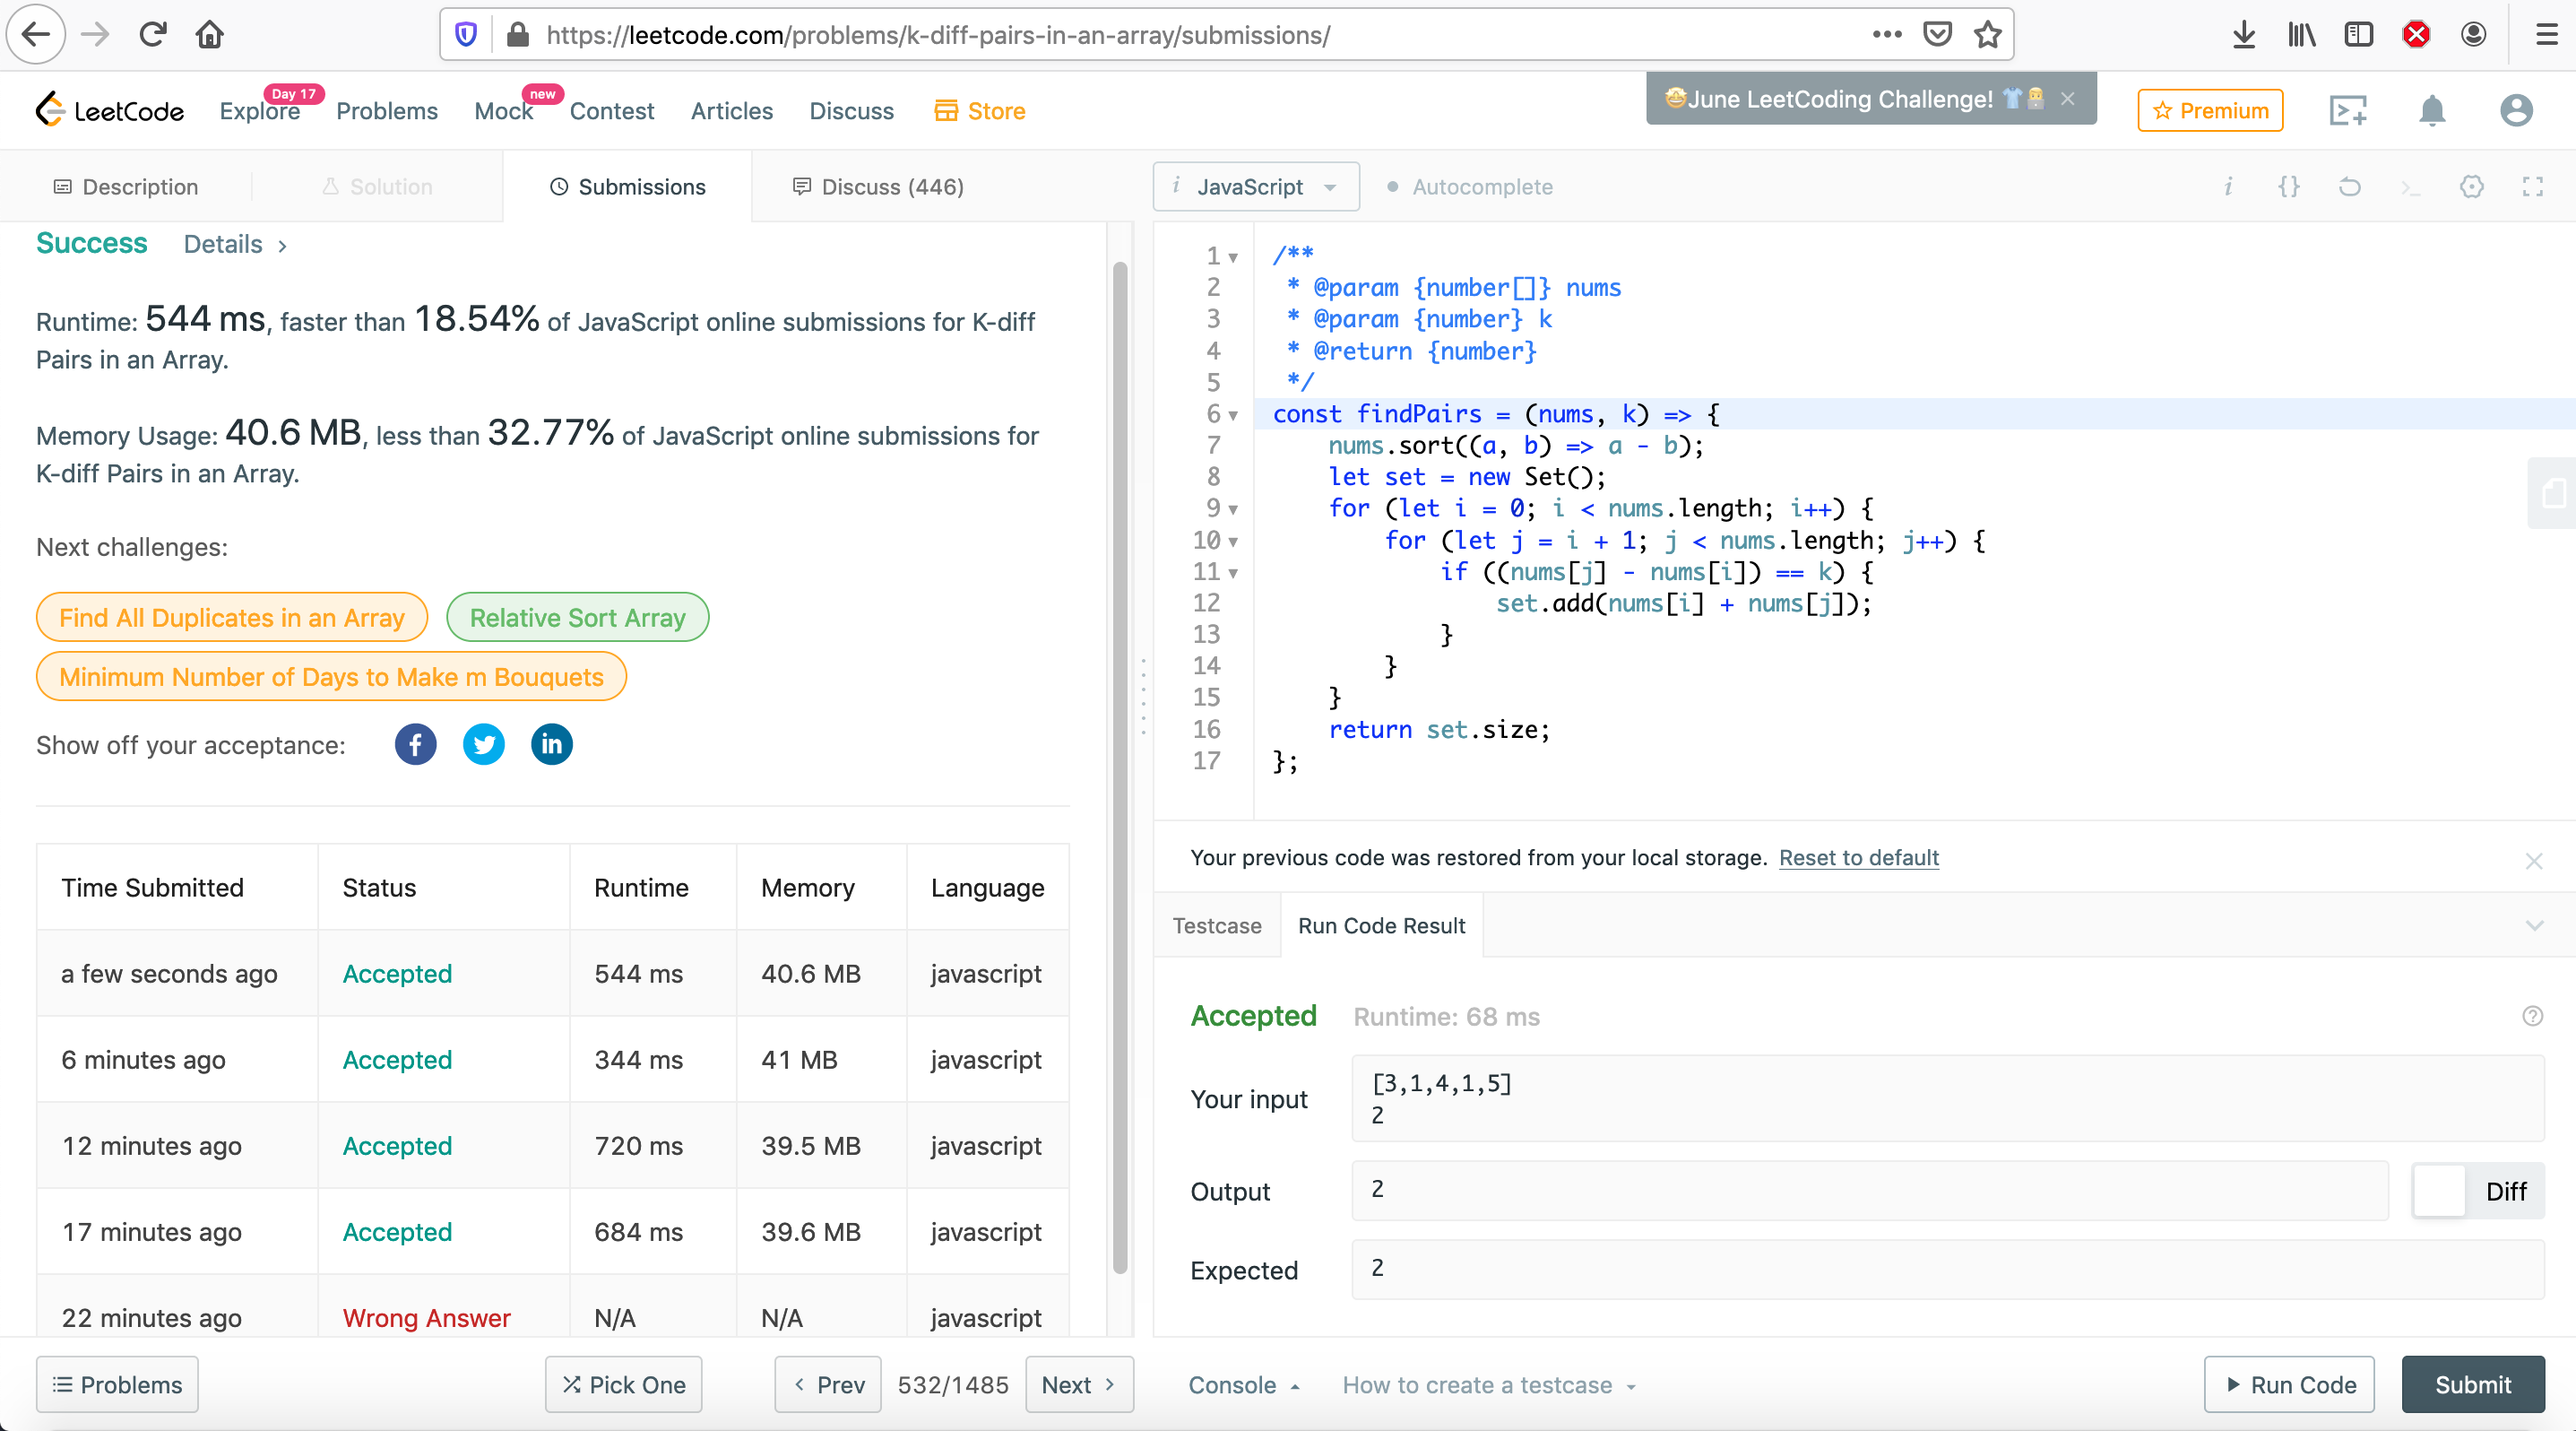 https://leetcode.com/problems/k-diff-pairs-in-an-array/submissions/
LeetCode
Explore
Day 17
Problems
Mock
new
Contest
Articles
Discuss
Store
🤩June LeetCoding Challenge! 👕👩‍💻 ×
Premium
Description
Solution
Submissions
Discuss (446)
i JavaScript
Autocomplete
Success Details >
Runtime: 544 ms, faster than 18.54% of JavaScript online submissions for K-diff
Pairs in an Array.
Memory Usage: 40.6 MB, less than 32.77% of JavaScript online submissions for
K-diff Pairs in an Array.
Next challenges:
Find All Duplicates in an Array
Relative Sort Array
Minimum Number of Days to Make m Bouquets
Show off your acceptance:
Time Submitted Status Runtime Memory Language
a few seconds ago Accepted 544 ms 40.6 MB javascript
6 minutes ago Accepted 344 ms 41 MB javascript
12 minutes ago Accepted 720 ms 39.5 MB javascript
17 minutes ago Accepted 684 ms 39.6 MB javascript
22 minutes ago Wrong Answer N/A N/A javascript
Problems
Pick One
Prev
532/1485
Next
1 /**
2 * @param {number[]} nums
3 * @param {number} k
4 * @return {number}
5 */
6 const findPairs = (nums, k) => {
7 nums.sort((a, b) => a - b);
8 let set = new Set();
9 for (let i = 0; i < nums.length; i++) {
10 for (let j = i + 1; j < nums.length; j++) {
11 if ((nums[j] - nums[i]) == k) {
12 set.add(nums[i] + nums[j]);
13 }
14 }
15 }
16 return set.size;
17 };
Your previous code was restored from your local storage. Reset to default
Testcase
Run Code Result
Accepted Runtime: 68 ms
Your input
[3,1,4,1,5]
2
Output
2
Diff
Expected
2
Console
How to create a testcase
Run Code
Submit